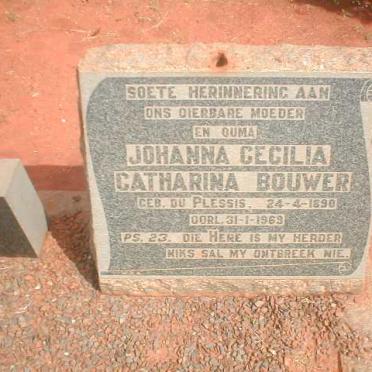 SOETE HERINNERING AAN
ONS DIERBARE MOEDER
EN OUMA
JOHANNA CECILIA
CATHARINA BOUWER
GEB. DU PLESSIS. 24-4-1890
OORL. 31-1-1969
PS. 23. DIE HERE IS MY HERDER
NIKS SAL MY ONTBREEK NIE.